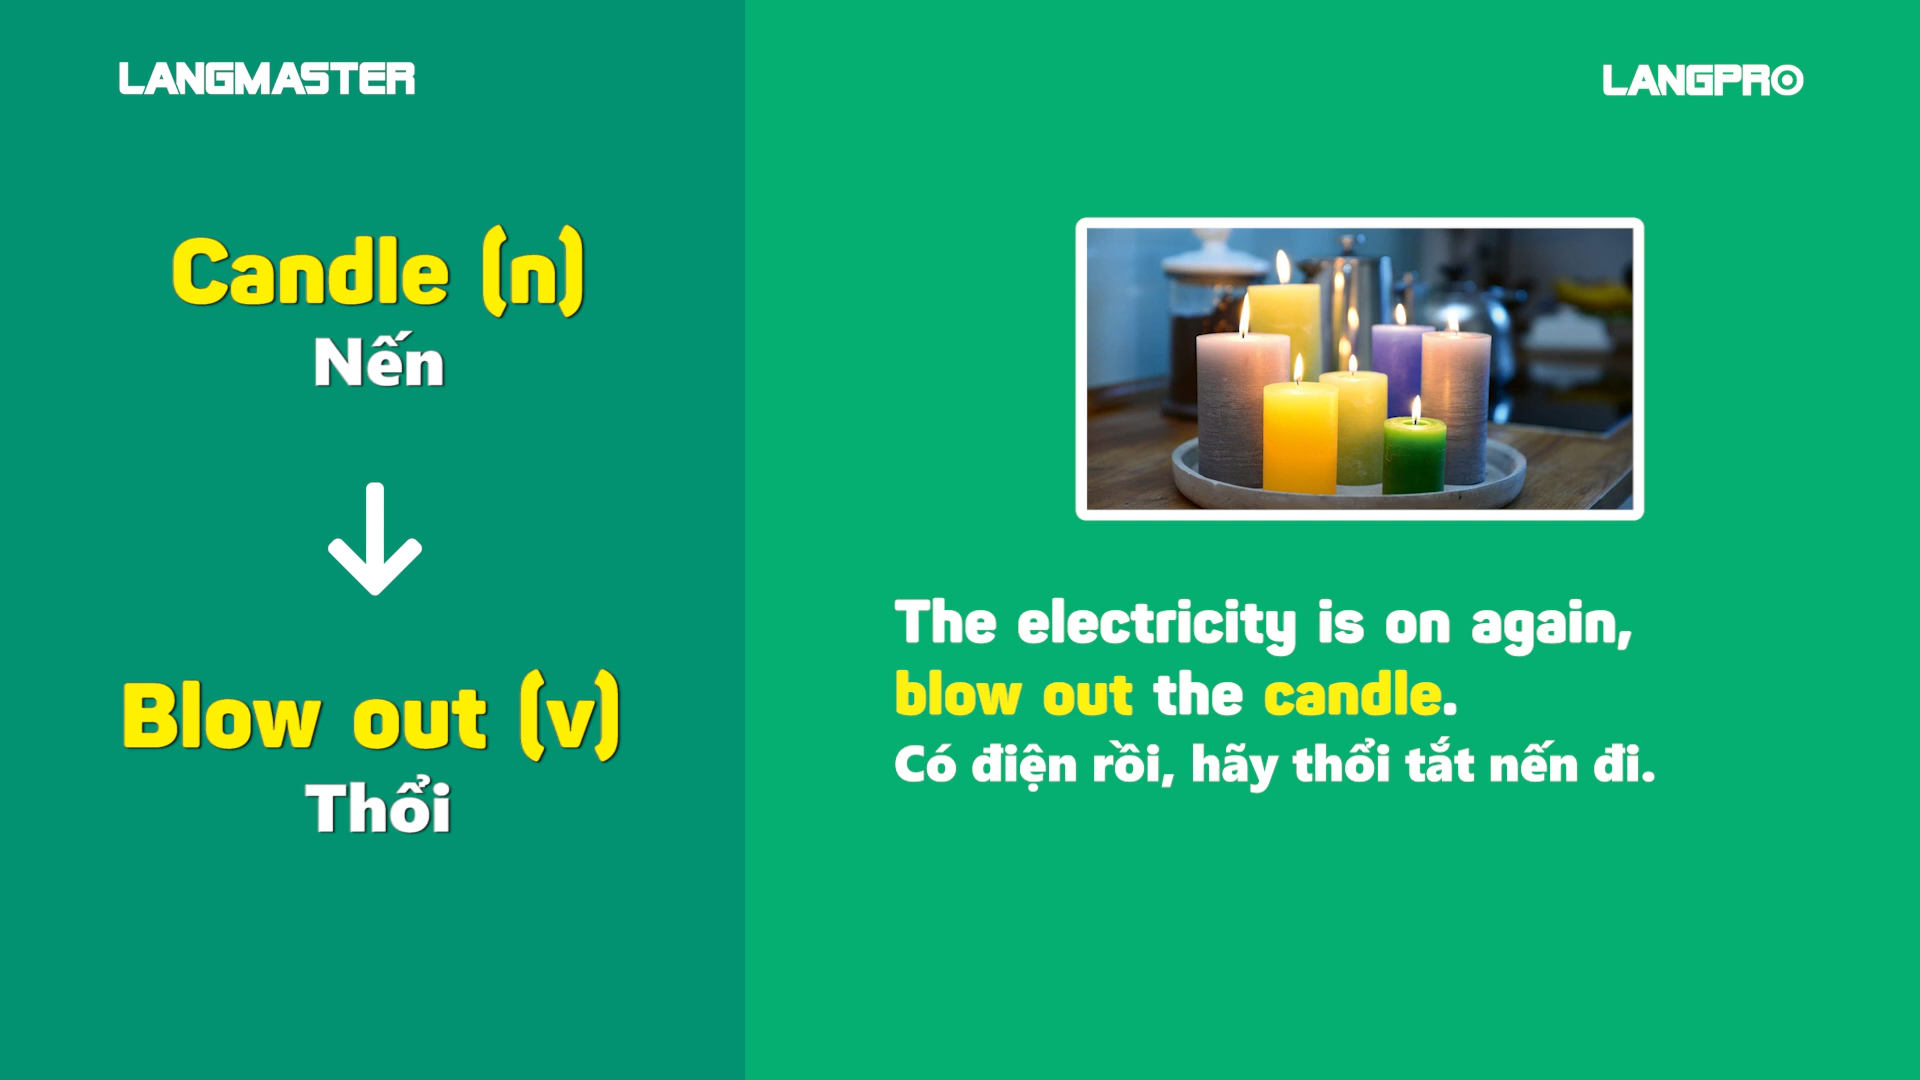 LANGMASTER
LANGPRO
Candle (n)
Nến
Blow out (v)
Thổi
The electricity is on again,
blow out the candle.
Có điện rồi, hãy thổi tắt nến đi.